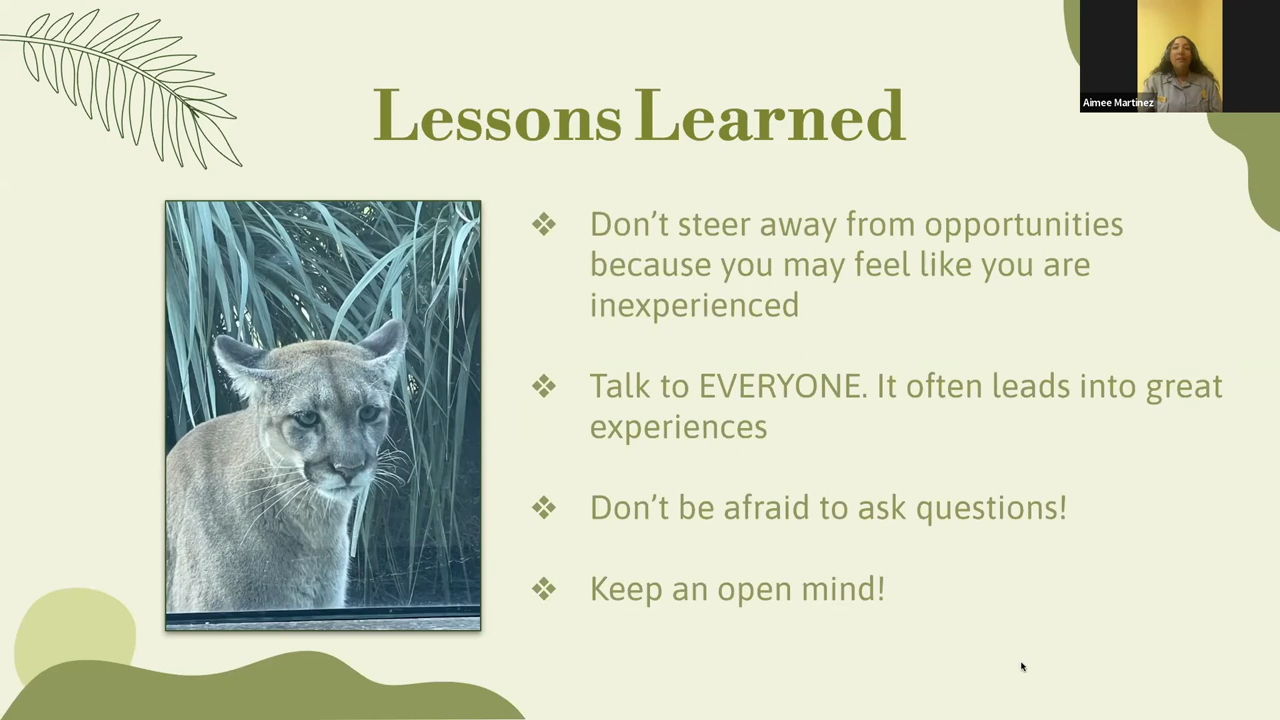 Aimee Martinez
Lessons Learned
❖ Don’t steer away from opportunities
because you may feel like you are
inexperienced
❖ Talk to EVERYONE. It often leads into great
experiences
❖ Don’t be afraid to ask questions!
❖ Keep an open mind!